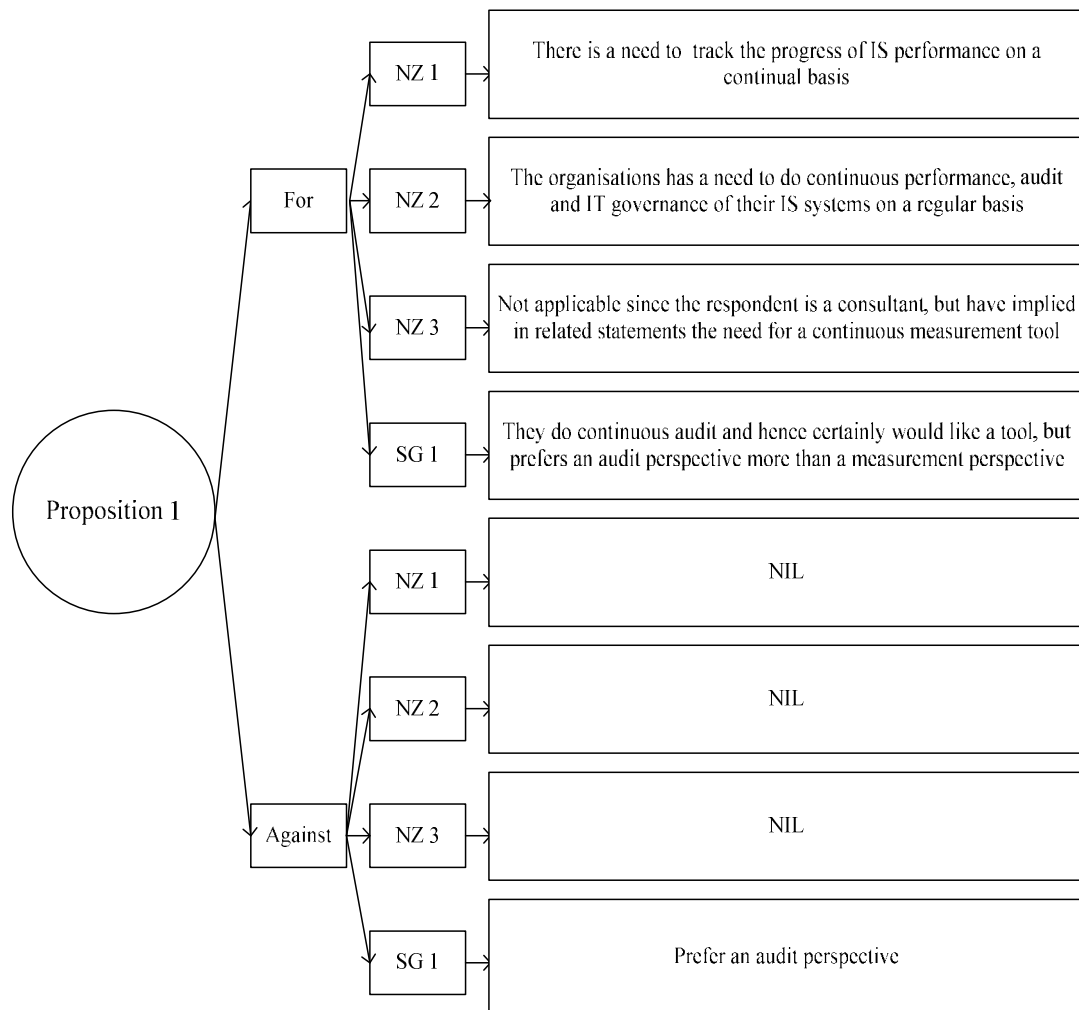 NZ 1
There is a need to track the progress of IS performance on a
continual basis
For
NZ 2
The organisations has a need to do continuous performance, audit
and IT governance of their IS systems on a regular basis
NZ 3
Not applicable since the respondent is a consultant, but have implied
in related statements the need for a continuous measurement tool
SG 1
They do continuous audit and hence certainly would like a tool, but
prefers an audit perspective more than a measurement perspective
Proposition 1
NZ 1
NIL
NZ 2
NIL
Against
NZ 3
NIL
SG 1
Prefer an audit perspective